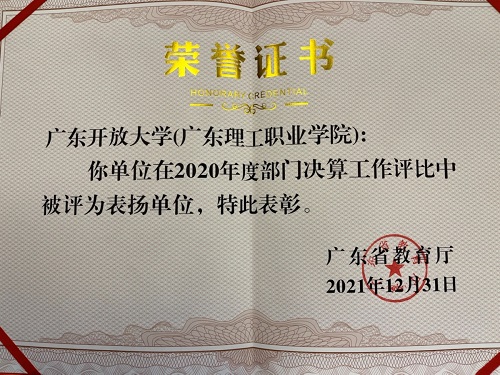 荣誉证书
HONORARY CREDENTIAL
广东开放大学(广东理工职业学院):
你单位在2020年度部门决算工作评比中
被评为表扬单位，特此表彰。
广东省教育厅
2021年12月31日